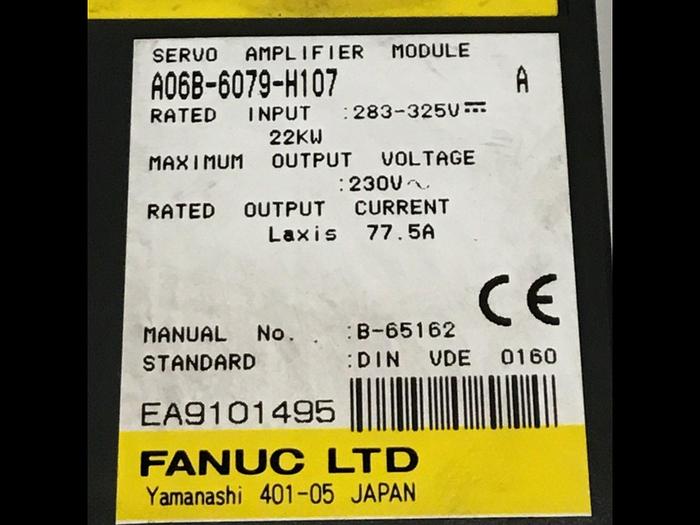 SERVO AMPLIFIER MODULE
A06B-6079-H107 A
RATED INPUT :283-325V⎓
22KW
MAXIMUM OUTPUT VOLTAGE
:230V∿
RATED OUTPUT CURRENT
Laxis 77.5A
CE
MANUAL No. :B-65162
STANDARD :DIN VDE 0160
EA9101495
FANUC LTD
Yamanashi 401-05 JAPAN